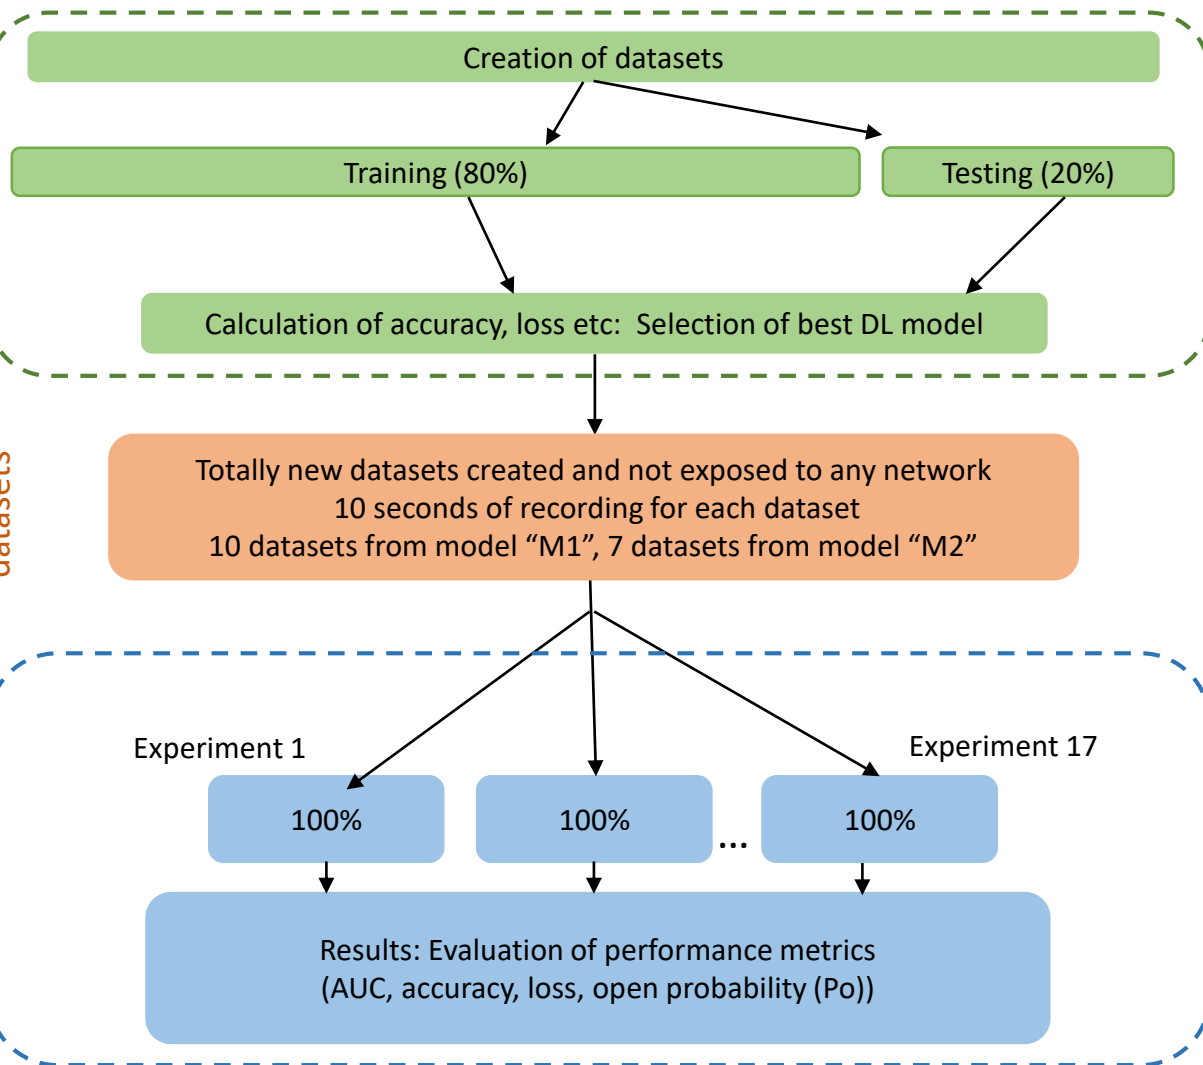 Creation of datasets
Training (80%)
Testing (20%)
Calculation of accuracy, loss etc:  Selection of best DL model
datasets
Totally new datasets created and not exposed to any network
10 seconds of recording for each dataset
10 datasets from model “M1”, 7 datasets from model “M2”
Experiment 1
Experiment 17
100%
100%
...
100%
Results: Evaluation of performance metrics
(AUC, accuracy, loss, open probability (Po))